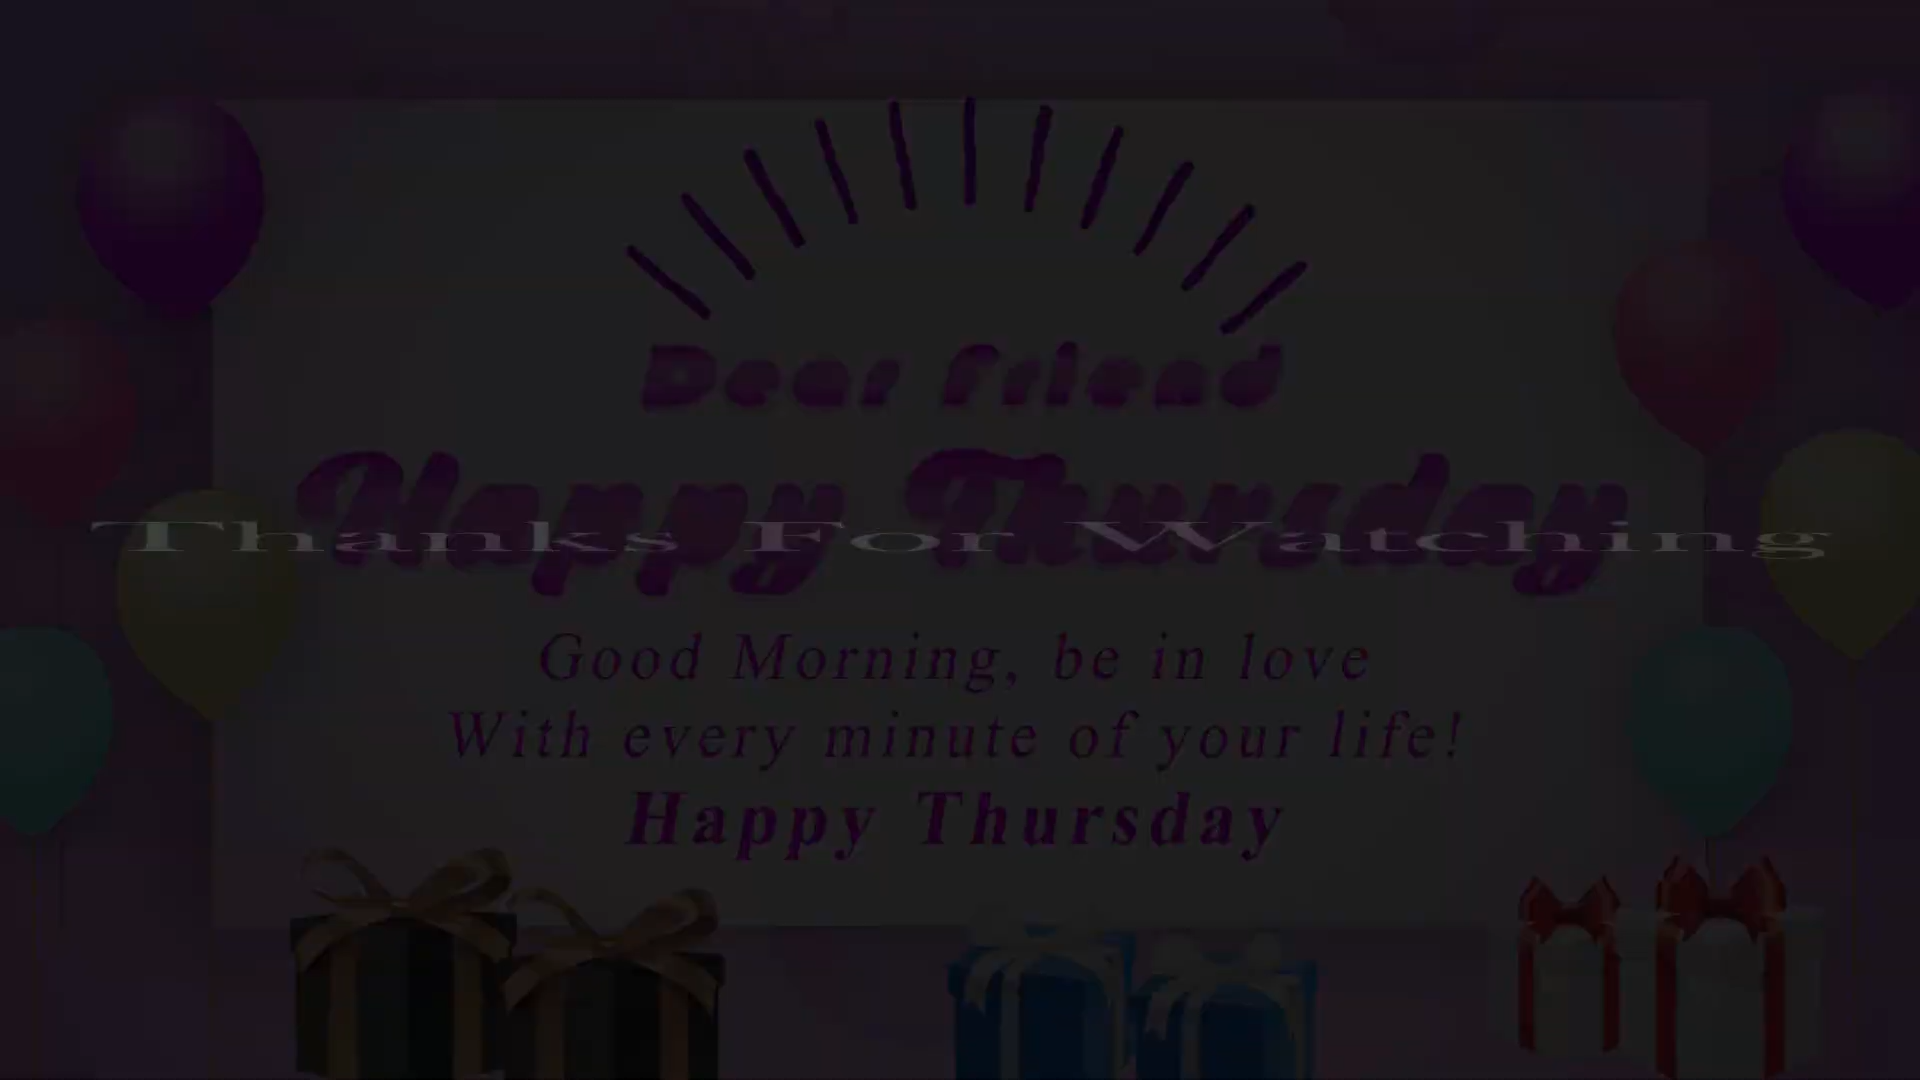 Dear friend
Happy Thursday
Thanks For Watching
Good Morning, be in love
With every minute of your life!
Happy Thursday